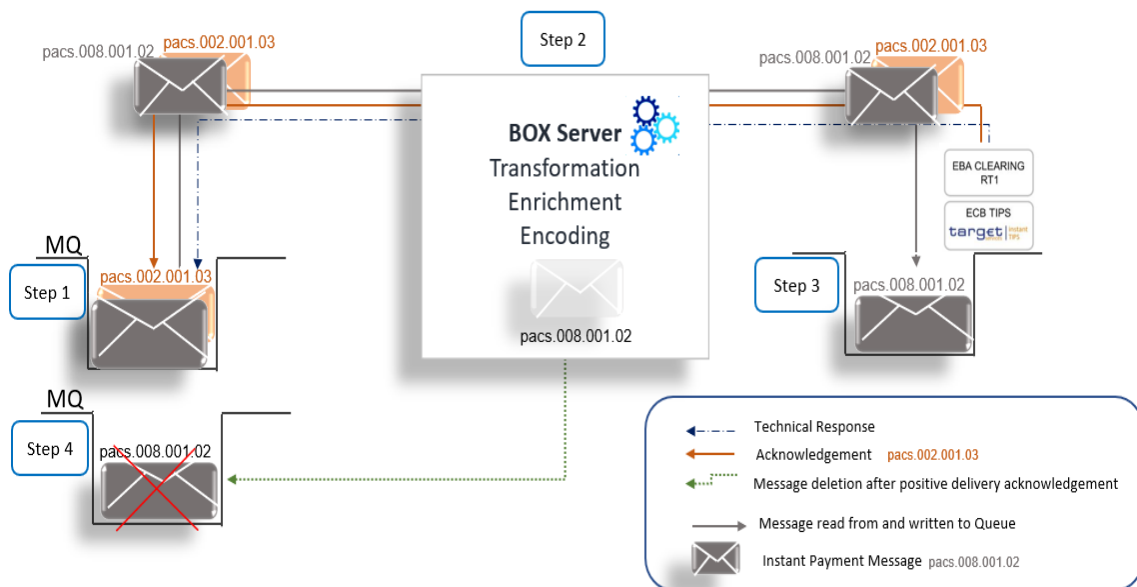 Step 2
pacs.002.001.03
pacs.008.001.02
pacs.002.001.03
pacs.008.001.02
BOX Server
Transformation
Enrichment
Encoding
pacs.008.001.02
EBA CLEARING
RT1
ECB TIPS
target
instant
TIPS
MQ
Step 1
pacs.002.001.03
Step 3
pacs.008.001.02
MQ
Step 4
pacs.008.001.02
Technical Response
Acknowledgement pacs.002.001.03
Message deletion after positive delivery acknowledgement
Message read from and written to Queue
Instant Payment Message pacs.008.001.02